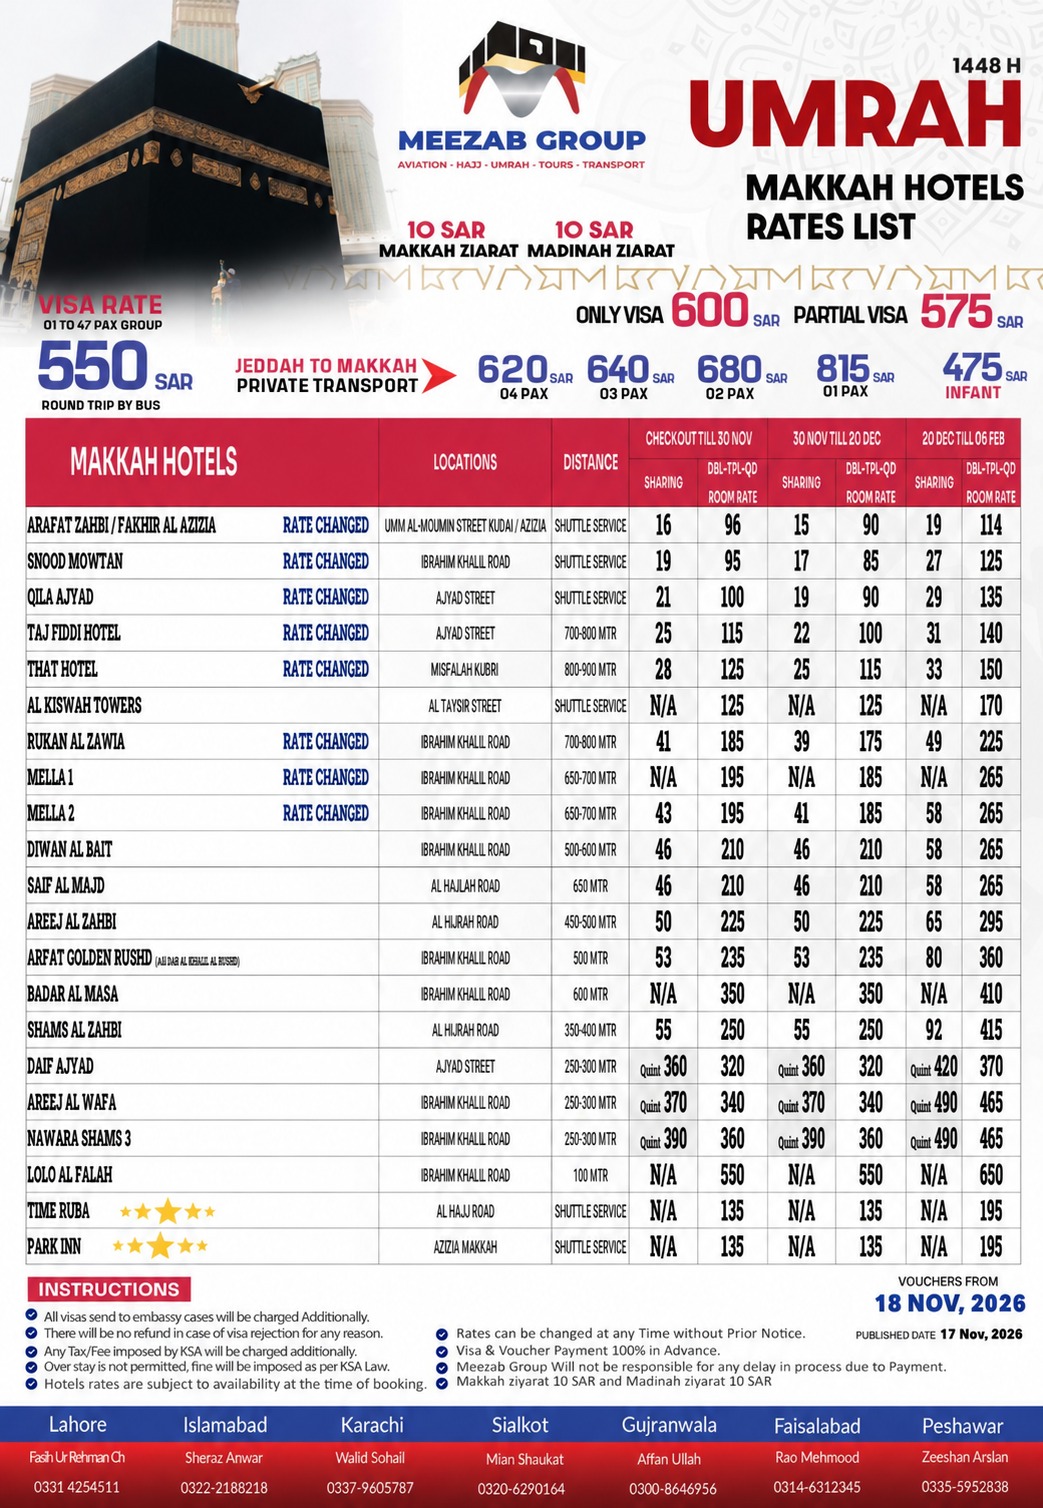 MEEZAB GROUP
AVIATION - HAJJ - UMRAH - TOURS - TRANSPORT
1448 H
UMRAH
MAKKAH HOTELS
RATES LIST
10 SAR 10 SAR
MAKKAH ZIARAT MADINAH ZIARAT
VISA RATE
01 TO 47 PAX GROUP
550 SAR
ROUND TRIP BY BUS
ONLY VISA 600 SAR PARTIAL VISA 575 SAR
JEDDAH TO MAKKAH
PRIVATE TRANSPORT
620 SAR 640 SAR 680 SAR 815 SAR 475 SAR
04 PAX 03 PAX 02 PAX 01 PAX INFANT
MAKKAH HOTELS LOCATIONS DISTANCE CHECKOUT TILL 30 NOV 30 NOV TILL 20 DEC 20 DEC TILL 06 FEB
SHARING DBL-TPL-QD ROOM RATE SHARING DBL-TPL-QD ROOM RATE SHARING DBL-TPL-QD ROOM RATE
ARAFAT ZAHBI / FAKHIR AL AZIZIA RATE CHANGED UMM AL-MOUMIN STREET KUDAI / AZIZIA SHUTTLE SERVICE 16 96 15 90 19 114
SNOOD MOWTAN RATE CHANGED IBRAHIM KHALIL ROAD SHUTTLE SERVICE 19 95 17 85 27 125
QILA AJYAD RATE CHANGED AJYAD STREET SHUTTLE SERVICE 21 100 19 90 29 135
TAJ FIDDI HOTEL RATE CHANGED AJYAD STREET 700-800 MTR 25 115 22 100 31 140
THAT HOTEL RATE CHANGED MISFALAH KUBRI 800-900 MTR 28 125 25 115 33 150
AL KISWAH TOWERS AL TAYSIR STREET SHUTTLE SERVICE N/A 125 N/A 125 N/A 170
RUKAN AL ZAWIA RATE CHANGED IBRAHIM KHALIL ROAD 700-800 MTR 41 185 39 175 49 225
MELLA 1 RATE CHANGED IBRAHIM KHALIL ROAD 650-700 MTR N/A 195 N/A 185 N/A 265
MELLA 2 RATE CHANGED IBRAHIM KHALIL ROAD 650-700 MTR 43 195 41 185 58 265
DIWAN AL BAIT IBRAHIM KHALIL ROAD 500-600 MTR 46 210 46 210 58 265
SAIF AL MAJD AL HAJLAH ROAD 650 MTR 46 210 46 210 58 265
AREEJ AL ZAHBI AL HIJRAH ROAD 450-500 MTR 50 225 50 225 65 295
ARFAT GOLDEN RUSHD (Ali DAR AL KHALIL AL RUSHD) IBRAHIM KHALIL ROAD 500 MTR 53 235 53 235 80 360
BADAR AL MASA IBRAHIM KHALIL ROAD 600 MTR N/A 350 N/A 350 N/A 410
SHAMS AL ZAHBI AL HIJRAH ROAD 350-400 MTR 55 250 55 250 92 415
DAIF AJYAD AJYAD STREET 250-300 MTR Quint 360 320 Quint 360 320 Quint 420 370
AREEJ AL WAFA IBRAHIM KHALIL ROAD 250-300 MTR Quint 370 340 Quint 370 340 Quint 490 465
NAWARA SHAMS 3 IBRAHIM KHALIL ROAD 250-300 MTR Quint 390 360 Quint 390 360 Quint 490 465
LOLO AL FALAH IBRAHIM KHALIL ROAD 100 MTR N/A 550 N/A 550 N/A 650
TIME RUBA AL HAJJ ROAD SHUTTLE SERVICE N/A 135 N/A 135 N/A 195
PARK INN AZIZIA MAKKAH SHUTTLE SERVICE N/A 135 N/A 135 N/A 195
INSTRUCTIONS
All visas send to embassy cases will be charged Additionally.
There will be no refund in case of visa rejection for any reason.
Any Tax/Fee imposed by KSA will be charged additionally.
Over stay is not permitted, fine will be imposed as per KSA Law.
Hotels rates are subject to availability at the time of booking.
Rates can be changed at any Time without Prior Notice.
Visa & Voucher Payment 100% in Advance.
Meezab Group Will not be responsible for any delay in process due to Payment.
Makkah ziyarat 10 SAR and Madinah ziyarat 10 SAR
VOUCHERS FROM
18 NOV, 2026
PUBLISHED DATE 17 Nov, 2026
Lahore Islamabad Karachi Sialkot Gujranwala Faisalabad Peshawar
Fasih Ur Rehman Ch Sheraz Anwar Walid Sohail Mian Shaukat Affan Ullah Rao Mehmood Zeeshan Arslan
0331 4254511 0322-2188218 0337-9605787 0320-6290164 0300-8646956 0314-6312345 0335-5952838